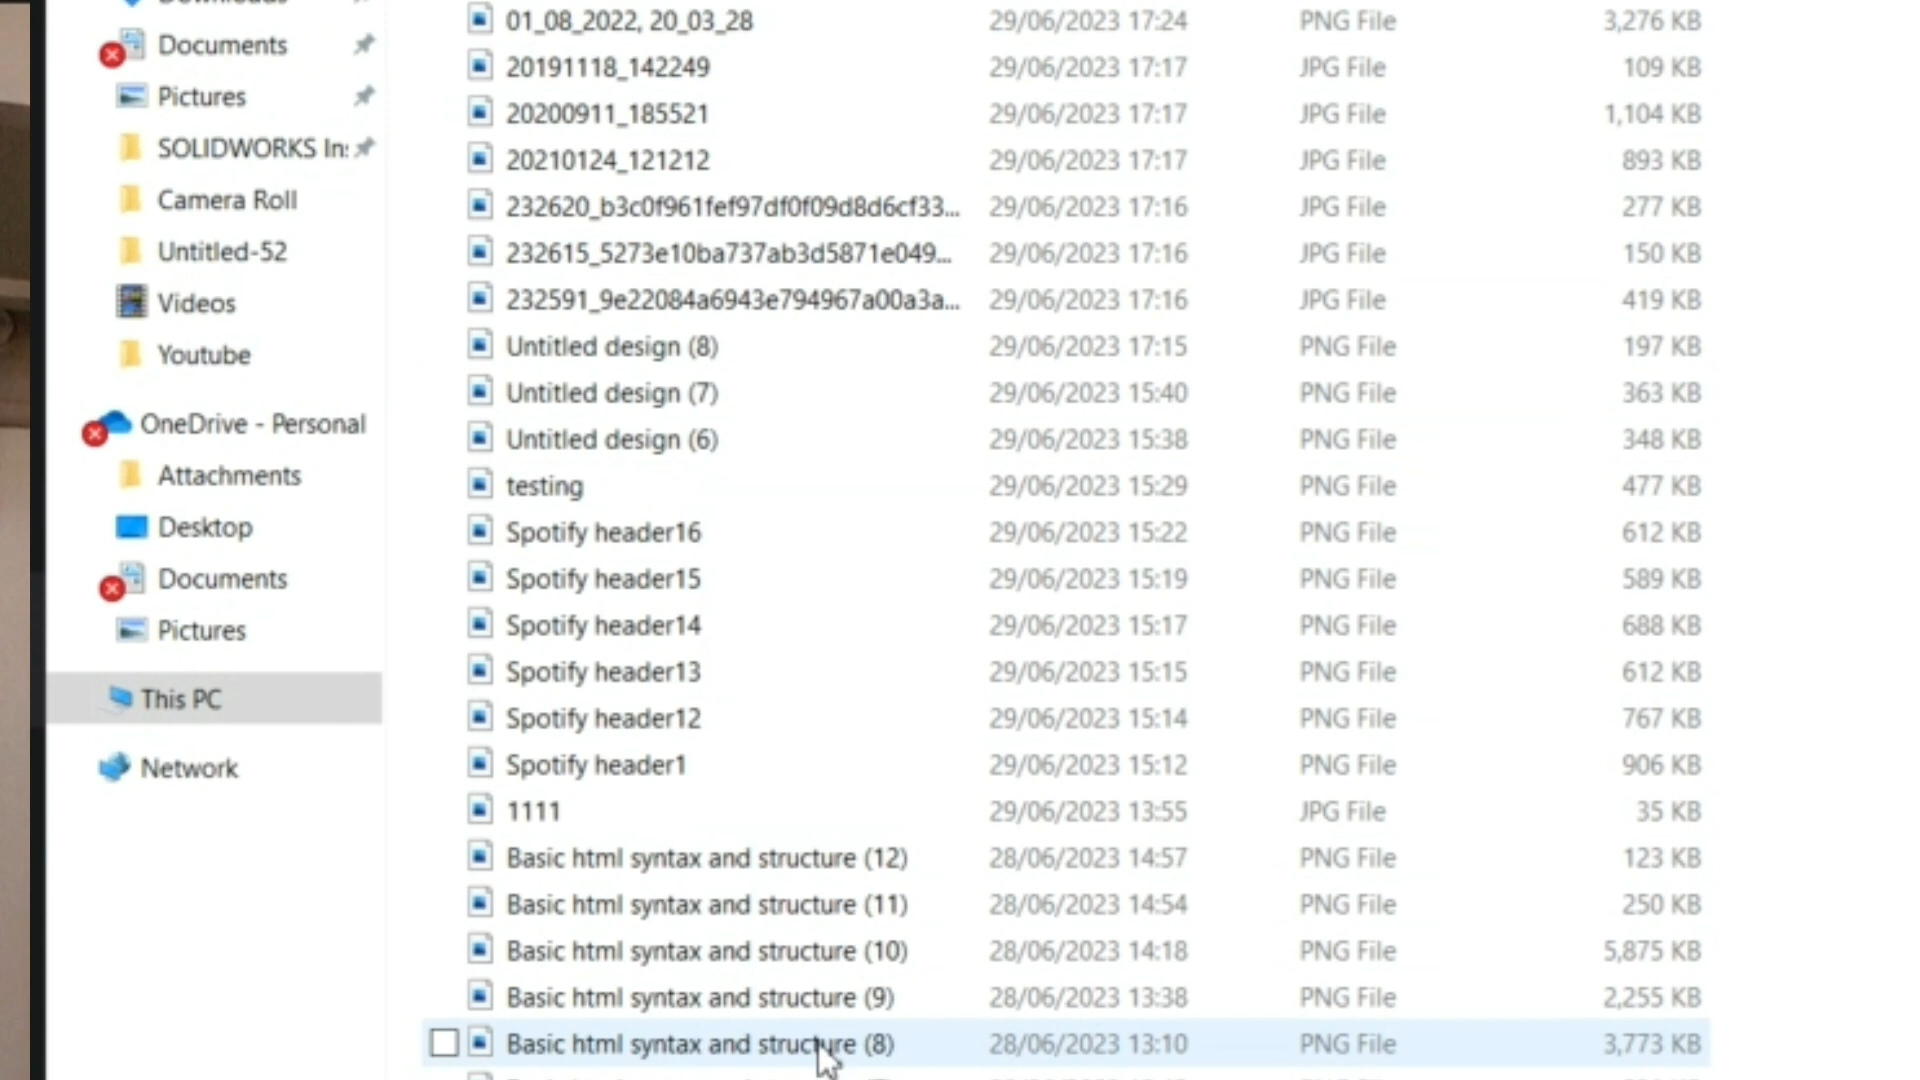 Downloads
Documents
Pictures
SOLIDWORKS In:
Camera Roll
Untitled-52
Videos
Youtube
OneDrive - Personal
Attachments
Desktop
Documents
Pictures
This PC
Network
01_08_2022, 20_03_28 29/06/2023 17:24 PNG File 3,276 KB
20191118_142249 29/06/2023 17:17 JPG File 109 KB
20200911_185521 29/06/2023 17:17 JPG File 1,104 KB
20210124_121212 29/06/2023 17:17 JPG File 893 KB
232620_b3c0f961fef97df0f09d8d6cf33... 29/06/2023 17:16 JPG File 277 KB
232615_5273e10ba737ab3d5871e049... 29/06/2023 17:16 JPG File 150 KB
232591_9e22084a6943e794967a00a3a... 29/06/2023 17:16 JPG File 419 KB
Untitled design (8) 29/06/2023 17:15 PNG File 197 KB
Untitled design (7) 29/06/2023 15:40 PNG File 363 KB
Untitled design (6) 29/06/2023 15:38 PNG File 348 KB
testing 29/06/2023 15:29 PNG File 477 KB
Spotify header16 29/06/2023 15:22 PNG File 612 KB
Spotify header15 29/06/2023 15:19 PNG File 589 KB
Spotify header14 29/06/2023 15:17 PNG File 688 KB
Spotify header13 29/06/2023 15:15 PNG File 612 KB
Spotify header12 29/06/2023 15:14 PNG File 767 KB
Spotify header1 29/06/2023 15:12 PNG File 906 KB
1111 29/06/2023 13:55 JPG File 35 KB
Basic html syntax and structure (12) 28/06/2023 14:57 PNG File 123 KB
Basic html syntax and structure (11) 28/06/2023 14:54 PNG File 250 KB
Basic html syntax and structure (10) 28/06/2023 14:18 PNG File 5,875 KB
Basic html syntax and structure (9) 28/06/2023 13:38 PNG File 2,255 KB
Basic html syntax and structure (8) 28/06/2023 13:10 PNG File 3,773 KB